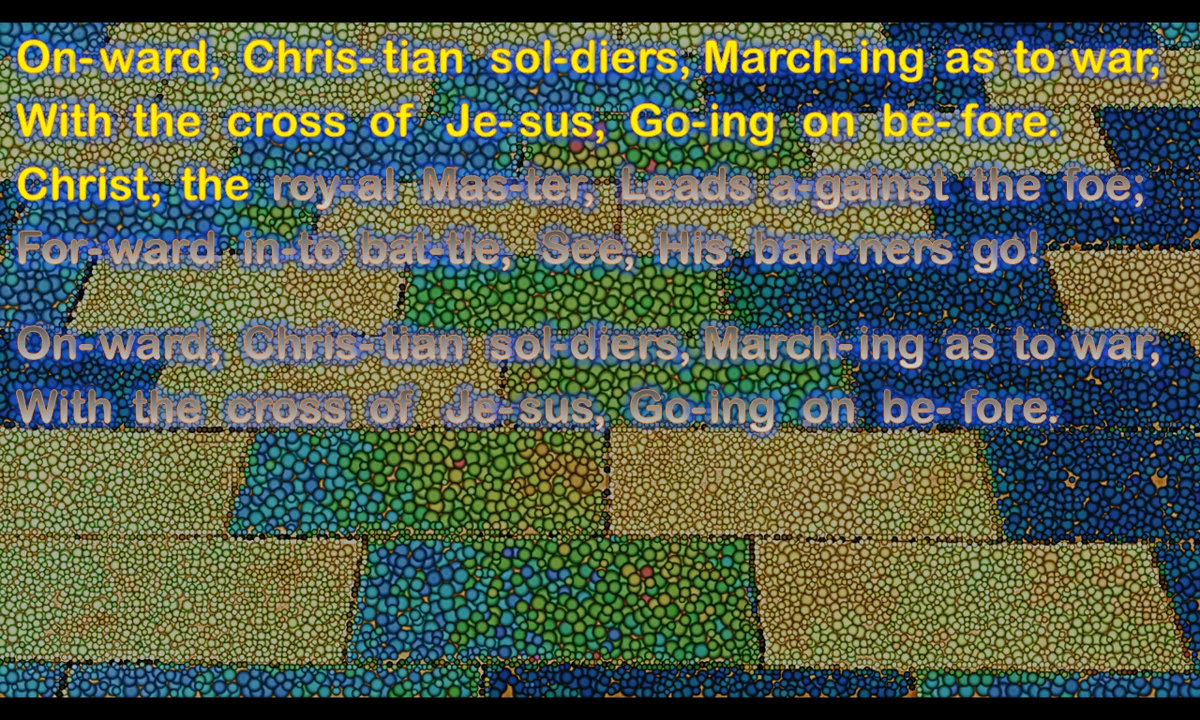 On-ward, Chris-tian sol-diers, March-ing as to war,
With the cross of Je-sus, Go-ing on be-fore.
Christ, the roy-al Mas-ter, Leads a-gainst the foe;
For-ward in-to bat-tle, See, His ban-ners go!
On-ward, Chris-tian sol-diers, March-ing as to war,
With the cross of Je-sus, Go-ing on be-fore.